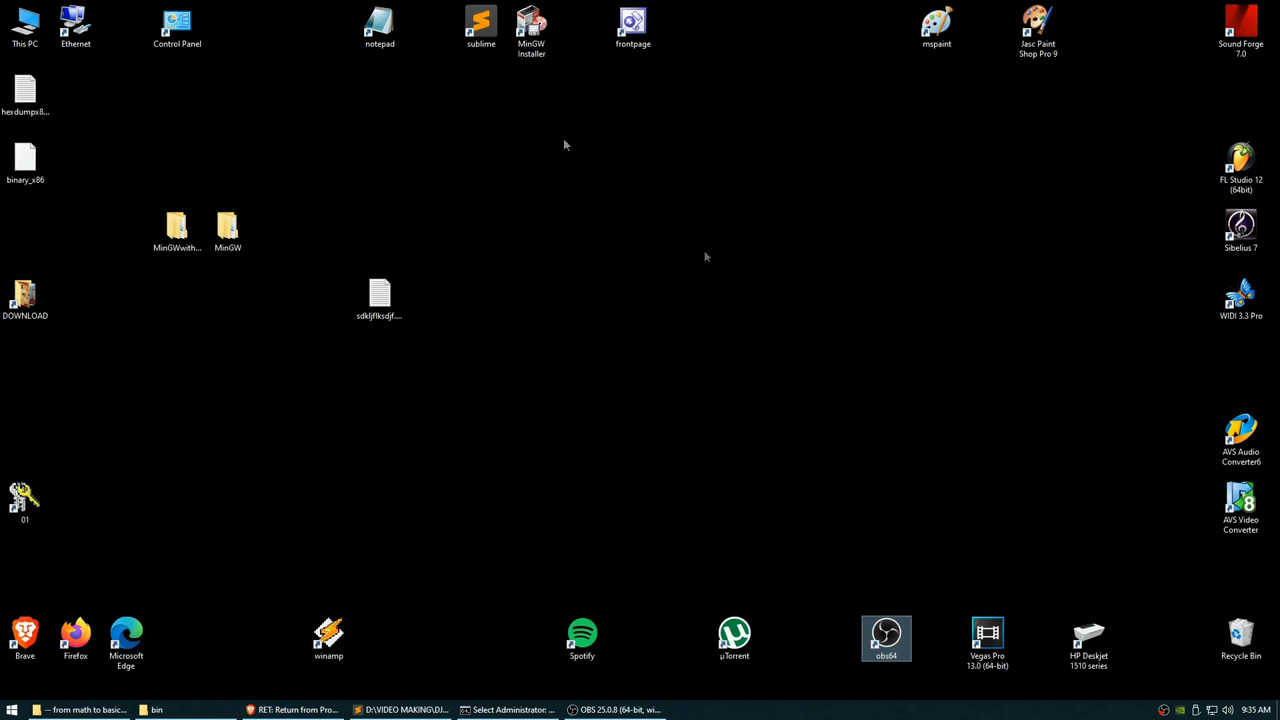 This PC
Ethernet
Control Panel
notepad
sublime
MinGW
Installer
frontpage
mspaint
Jasc Paint
Shop Pro 9
Sound Forge
7.0
hexdumpx8...
binary_x86
FL Studio 12
(64bit)
MinGWwith...
MinGW
Sibelius 7
DOWNLOAD
sdkljflksdjf....
WIDI 3.3 Pro
AVS Audio
Converter6
01
8
AVS Video
Converter
Brave
Firefox
Microsoft
Edge
winamp
Spotify
µTorrent
obs64
Vegas Pro
13.0 (64-bit)
HP Deskjet
1510 series
Recycle Bin
-- from math to basic...
bin
RET: Return from Pro...
D:\VIDEO MAKING\DJ...
Select Administrator: ...
OBS 25.0.8 (64-bit, wi...
9:35 AM